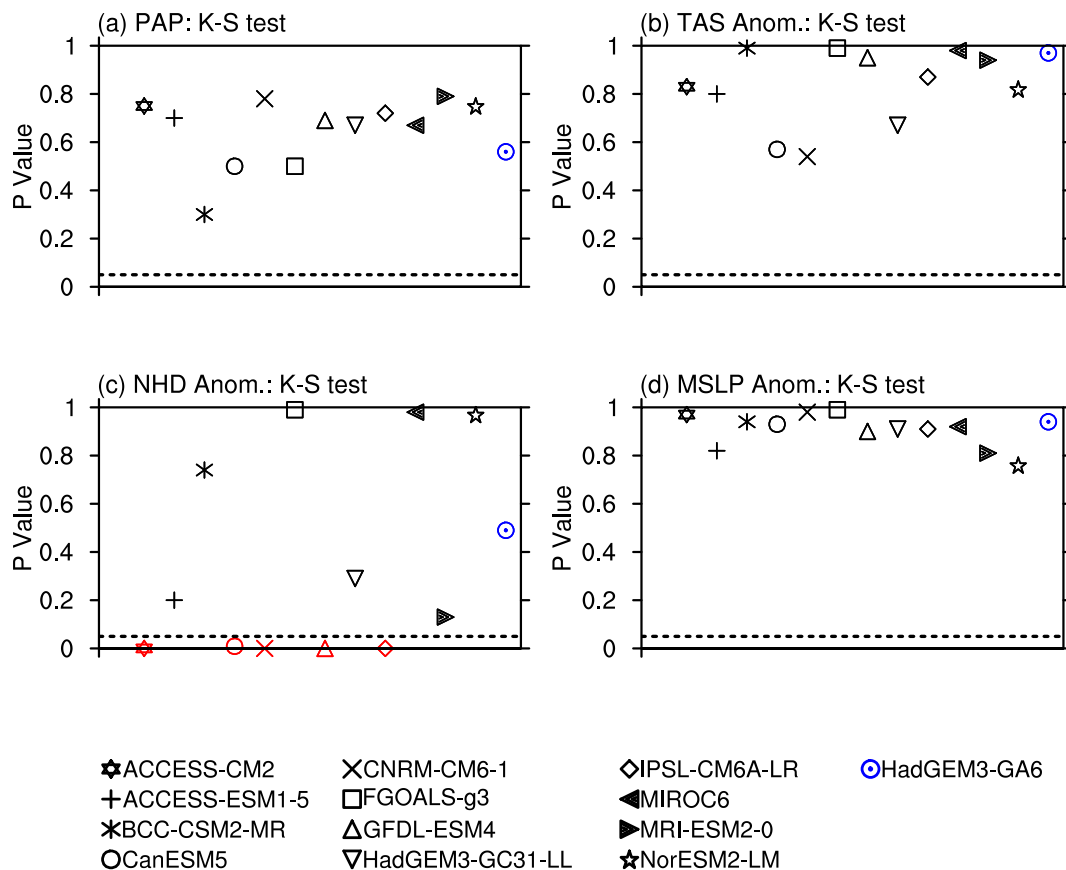 (a) PAP: K-S test
P Value
1
0.8
0.6
0.4
0.2
0
(b) TAS Anom.: K-S test
P Value
1
0.8
0.6
0.4
0.2
0
(c) NHD Anom.: K-S test
P Value
1
0.8
0.6
0.4
0.2
0
(d) MSLP Anom.: K-S test
P Value
1
0.8
0.6
0.4
0.2
0
ACCESS-CM2
ACCESS-ESM1-5
BCC-CSM2-MR
CanESM5
CNRM-CM6-1
FGOALS-g3
GFDL-ESM4
HadGEM3-GC31-LL
IPSL-CM6A-LR
MIROC6
MRI-ESM2-0
NorESM2-LM
HadGEM3-GA6